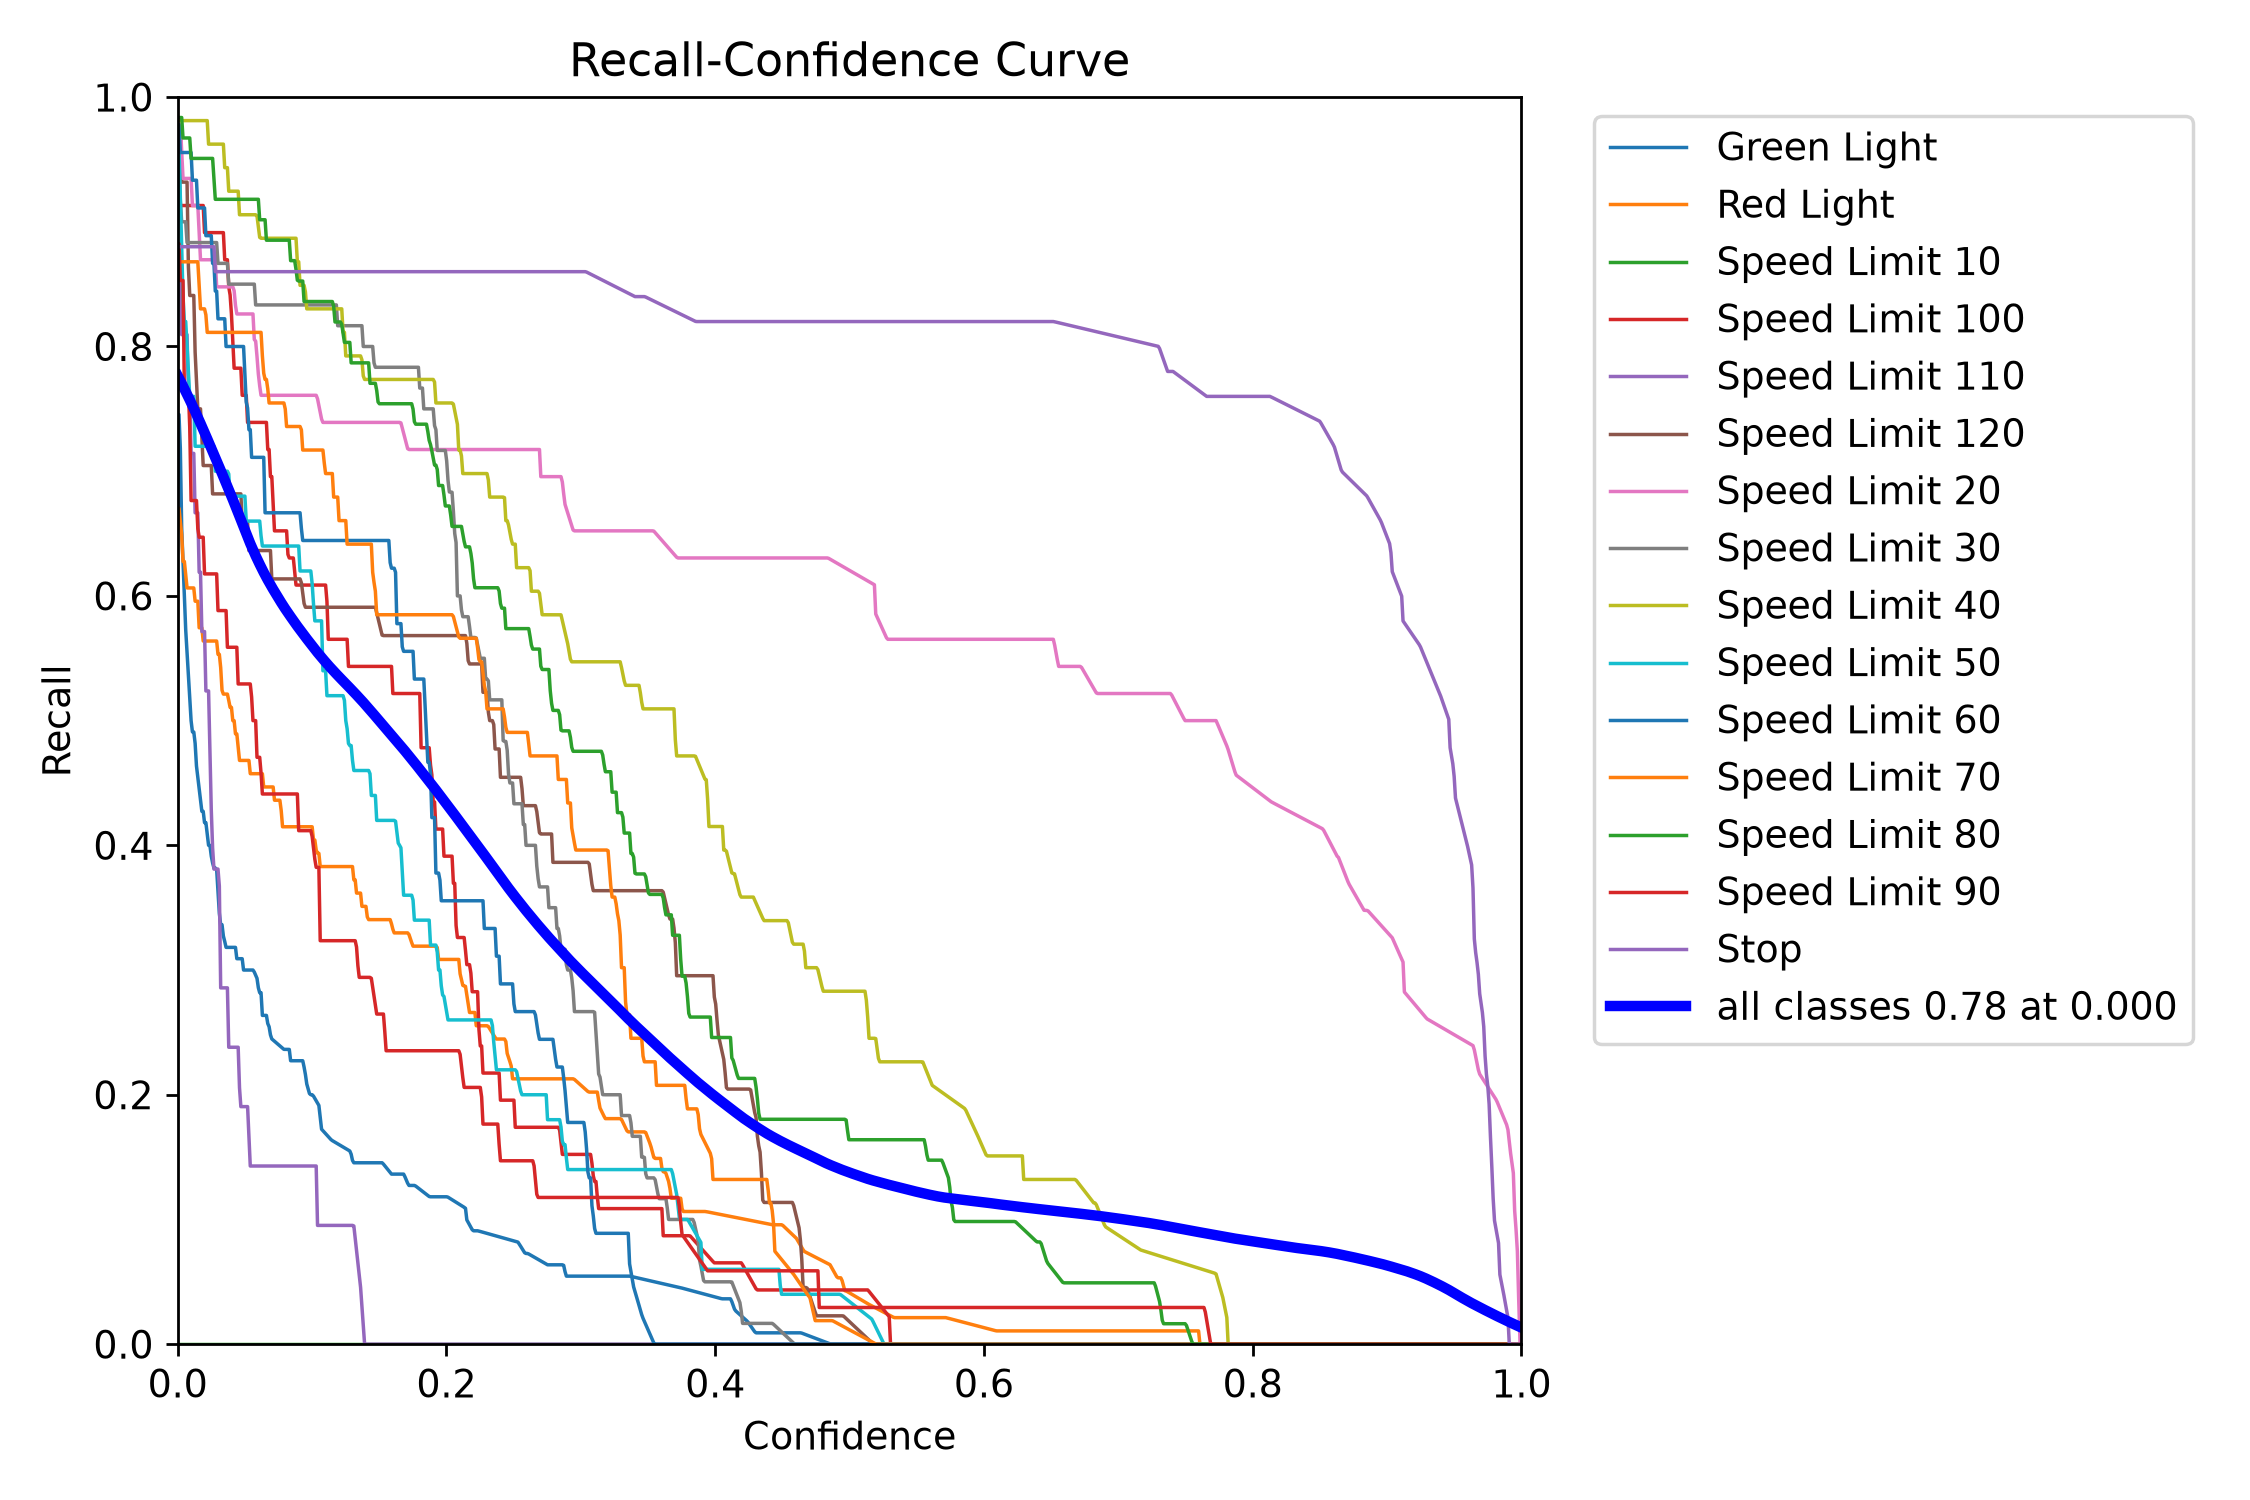 Recall-Confidence Curve
1.0
0.8
0.6
0.4
0.2
0.0
Recall
0.0 0.2 0.4 0.6 0.8 1.0
Confidence
Green Light
Red Light
Speed Limit 10
Speed Limit 100
Speed Limit 110
Speed Limit 120
Speed Limit 20
Speed Limit 30
Speed Limit 40
Speed Limit 50
Speed Limit 60
Speed Limit 70
Speed Limit 80
Speed Limit 90
Stop
all classes 0.78 at 0.000